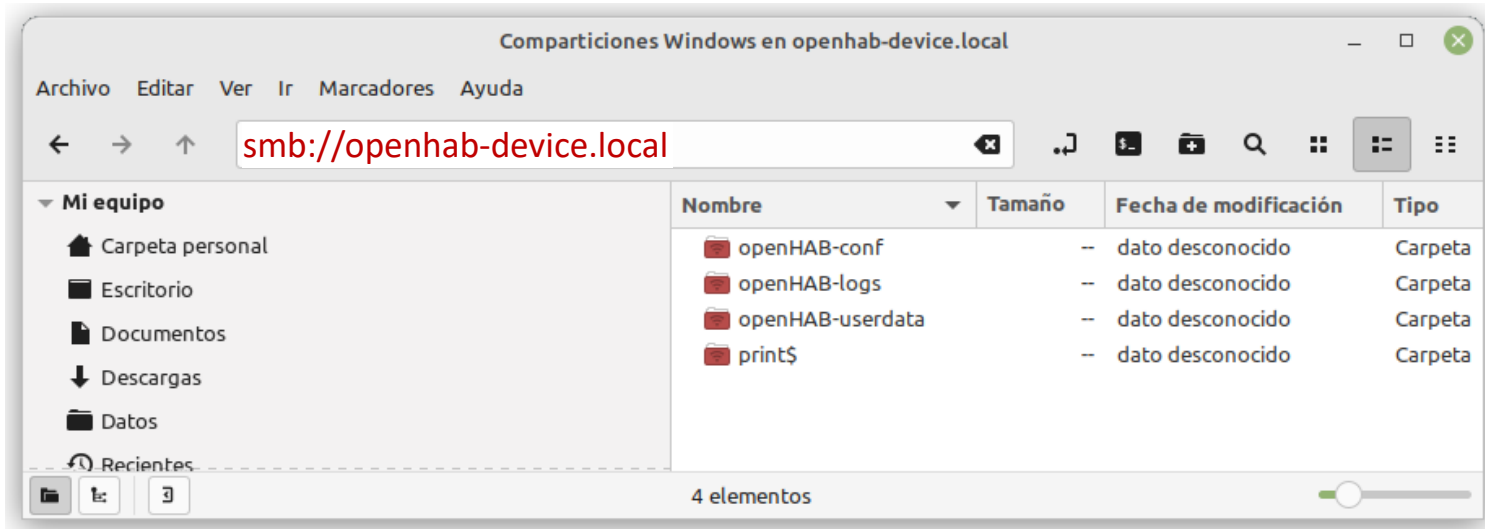 Comparticiones Windows en openhab-device.local
Archivo Editar Ver Ir Marcadores Ayuda
smb://openhab-device.local
Mi equipo
Carpeta personal
Escritorio
Documentos
Descargas
Datos
Recientes
Nombre Tamaño Fecha de modificación Tipo
openHAB-conf -- dato desconocido Carpeta
openHAB-logs -- dato desconocido Carpeta
openHAB-userdata -- dato desconocido Carpeta
print$ -- dato desconocido Carpeta
4 elementos